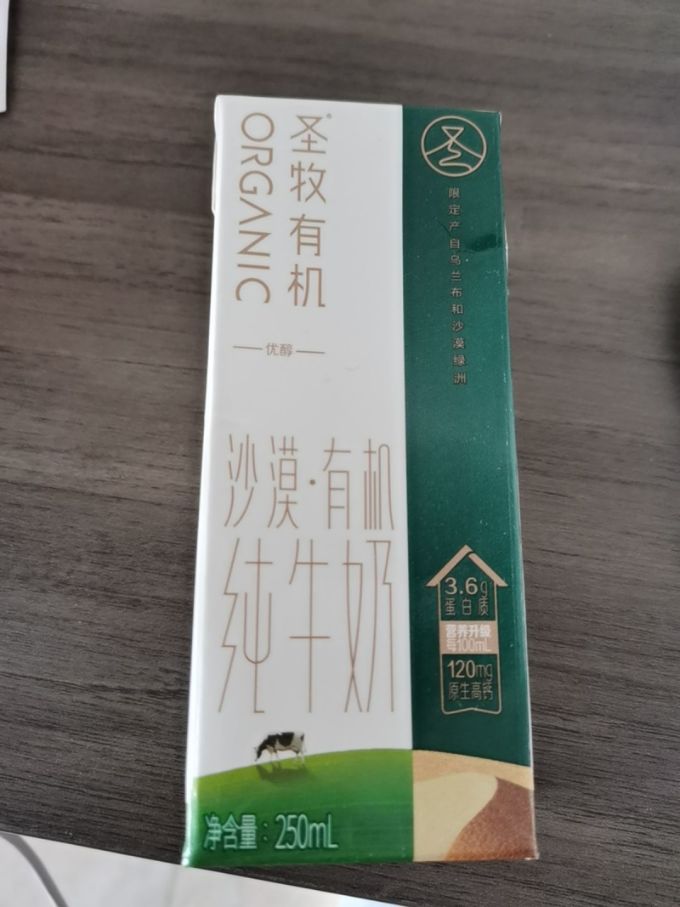 圣牧有机
ORGANIC
优醇
沙漠·有机
纯牛奶
净含量：250mL
限定产自乌兰布和沙漠绿洲
3.6g
蛋白质
营养升级
每100mL
120mg
原生高钙